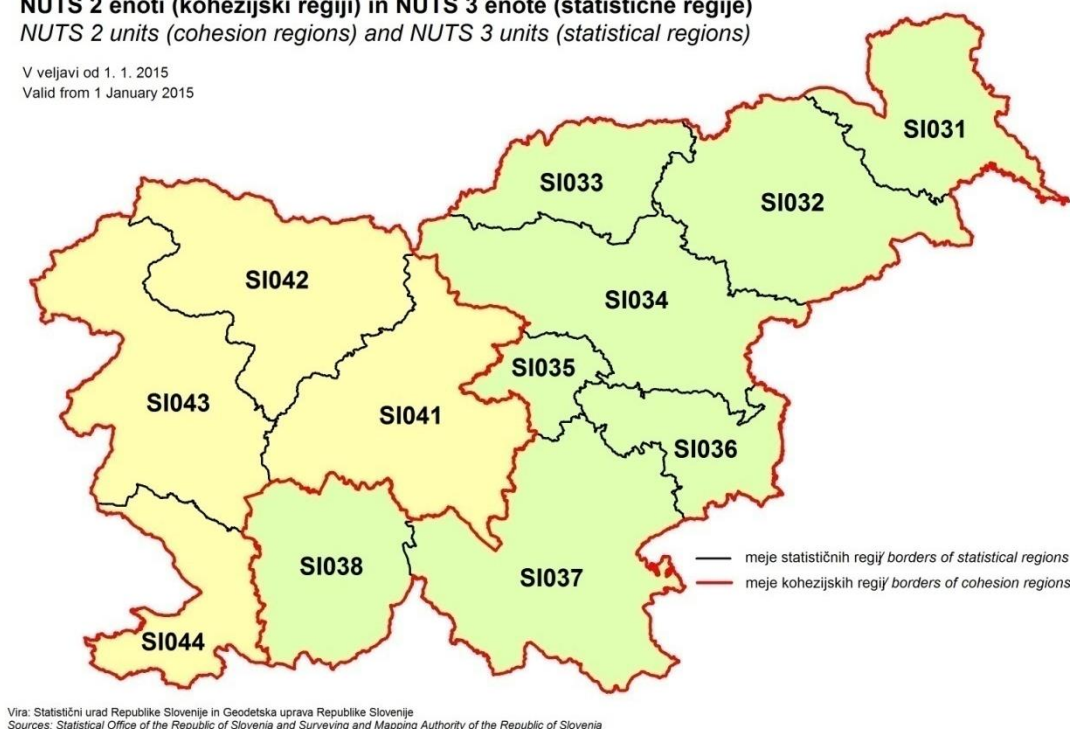 NUTS 2 enoti (kohezijski regiji) in NUTS 3 enote (statistične regije)
NUTS 2 units (cohesion regions) and NUTS 3 units (statistical regions)
V veljavi od 1. 1. 2015
Valid from 1 January 2015
SI031
SI033
SI032
SI042
SI034
SI035
SI043
SI041
SI036
SI038
SI037
SI044
meje statističnih regij/ borders of statistical regions
meje kohezijskih regij/ borders of cohesion regions
Vira: Statistični urad Republike Slovenije in Geodetska uprava Republike Slovenije
Sources: Statistical Office of the Republic of Slovenia and Surveying and Mapping Authority of the Republic of Slovenia